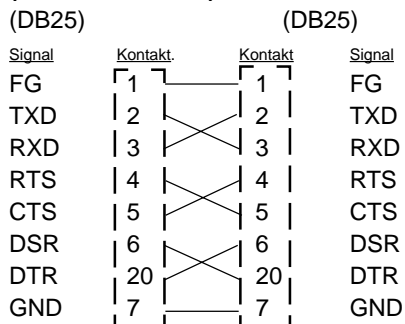 (DB25) (DB25)
Signal Kontakt. Kontakt Signal
FG 1 1 FG
TXD 2 2 TXD
RXD 3 3 RXD
RTS 4 4 RTS
CTS 5 5 CTS
DSR 6 6 DSR
DTR 20 20 DTR
GND 7 7 GND